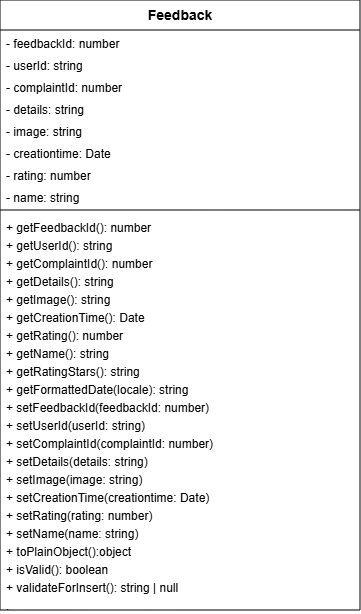 Feedback
- feedbackId: number
- userId: string
- complaintId: number
- details: string
- image: string
- creationtime: Date
- rating: number
- name: string
+ getFeedbackId(): number
+ getUserId(): string
+ getComplaintId(): number
+ getDetails(): string
+ getImage(): string
+ getCreationTime(): Date
+ getRating(): number
+ getName(): string
+ getRatingStars(): string
+ getFormattedDate(locale): string
+ setFeedbackId(feedbackId: number)
+ setUserId(userId: string)
+ setComplaintId(complaintId: number)
+ setDetails(details: string)
+ setImage(image: string)
+ setCreationTime(creationtime: Date)
+ setRating(rating: number)
+ setName(name: string)
+ toPlainObject():object
+ isValid(): boolean
+ validateForInsert(): string | null